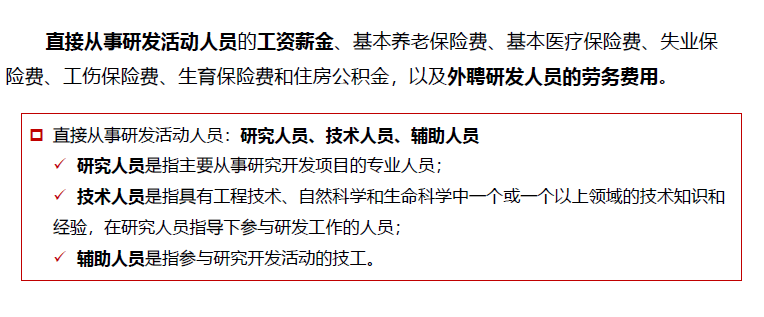 直接从事研发活动人员的工资薪金、基本养老保险费、基本医疗保险费、失业保
险费、工伤保险费、生育保险费和住房公积金，以及外聘研发人员的劳务费用。
直接从事研发活动人员：研究人员、技术人员、辅助人员
✓ 研究人员是指主要从事研究开发项目的专业人员；
✓ 技术人员是指具有工程技术、自然科学和生命科学中一个或一个以上领域的技术知识和
经验，在研究人员指导下参与研发工作的人员；
✓ 辅助人员是指参与研究开发活动的技工。